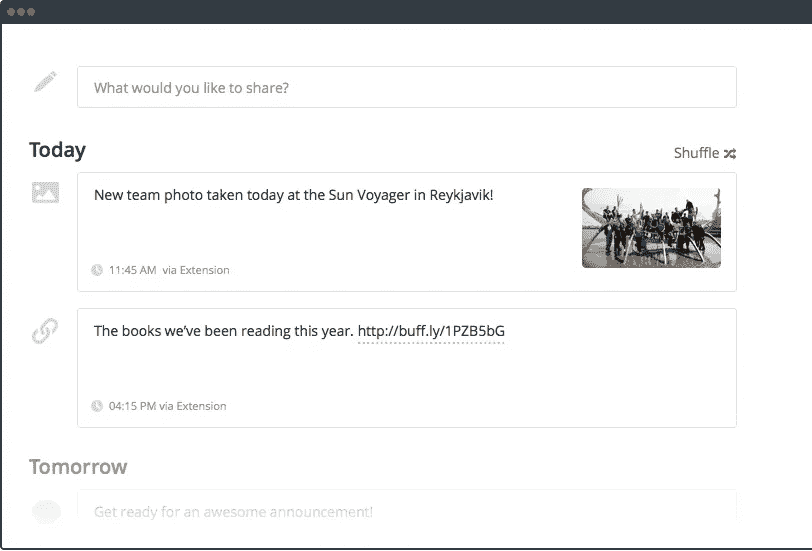 What would you like to share?
Today
Shuffle
New team photo taken today at the Sun Voyager in Reykjavik!
11:45 AM via Extension
The books we've been reading this year. http://buff.ly/1PZB5bG
04:15 PM via Extension
Tomorrow
Get ready for an awesome announcement!